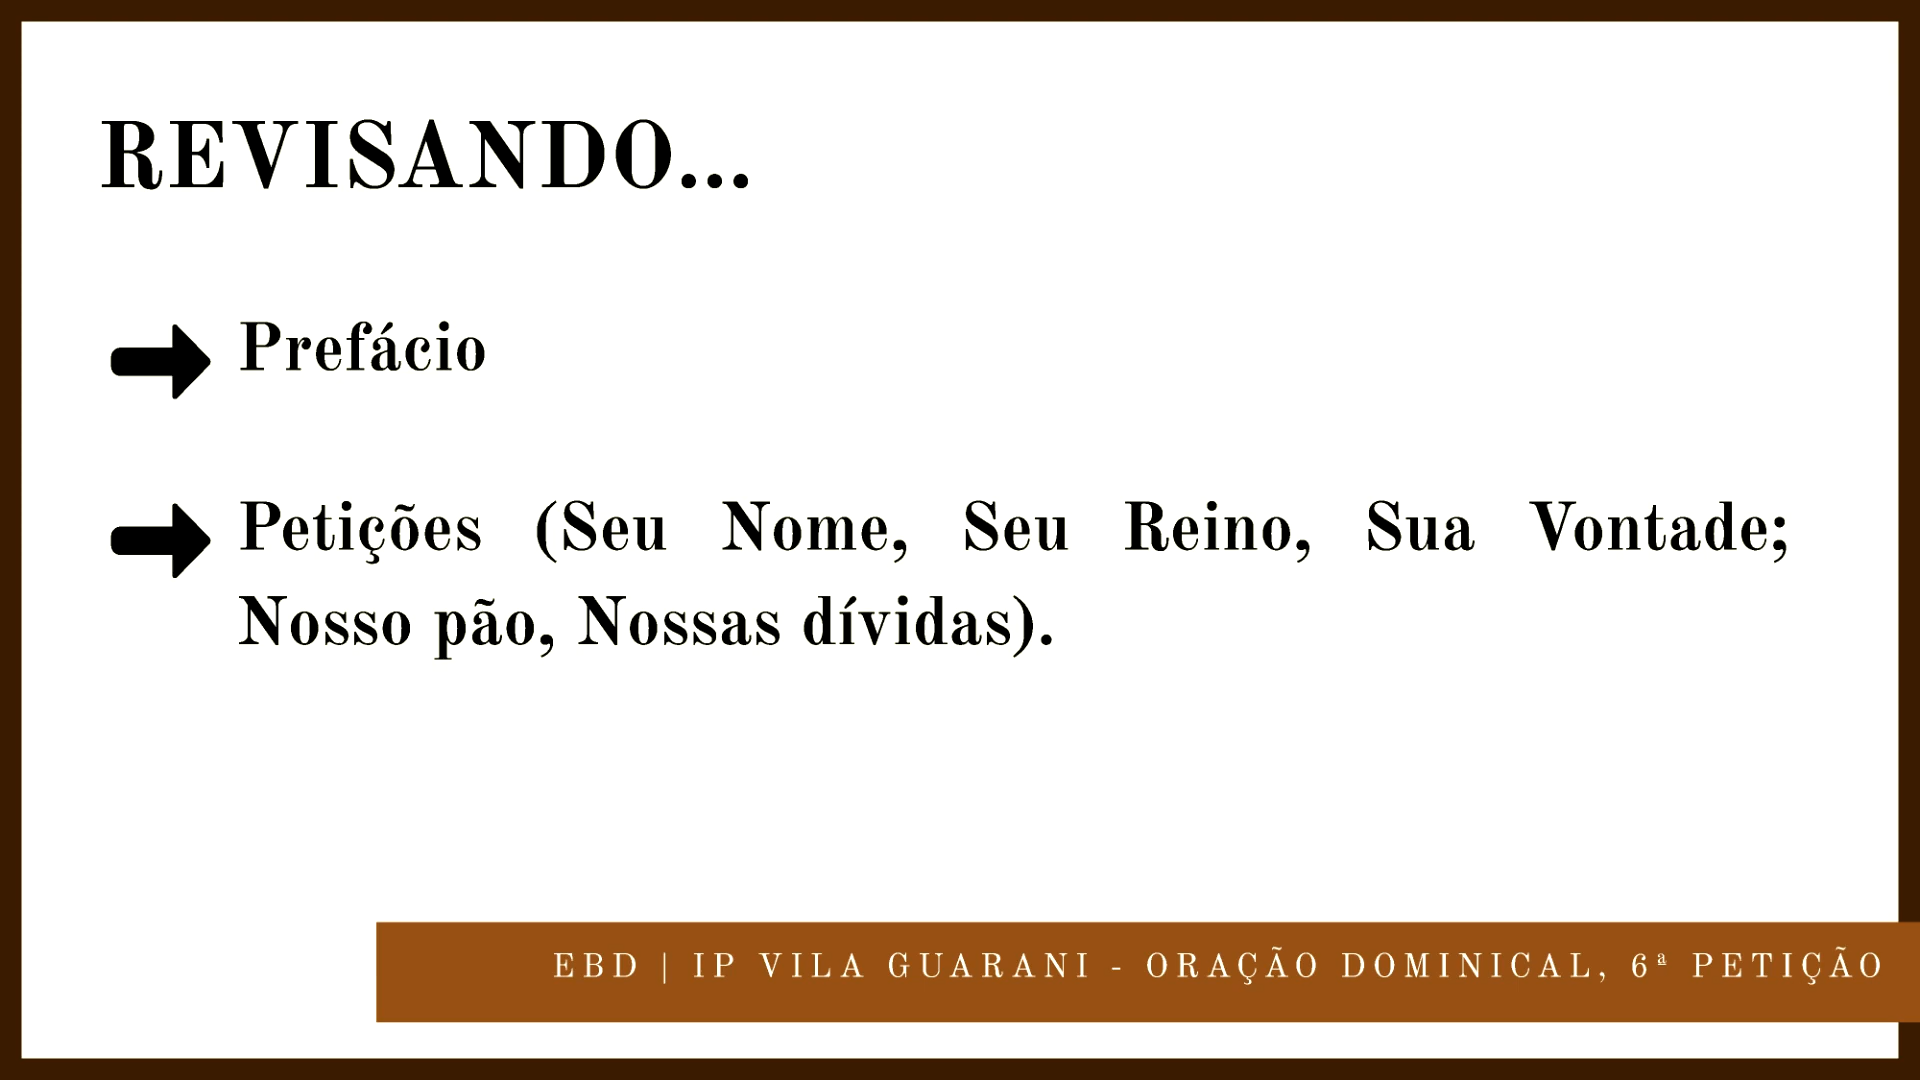 REVISANDO...
Prefácio
Petições (Seu Nome, Seu Reino, Sua Vontade;
Nosso pão, Nossas dívidas).
EBD | IP VILA GUARANI - ORAÇÃO DOMINICAL, 6ª PETIÇÃO